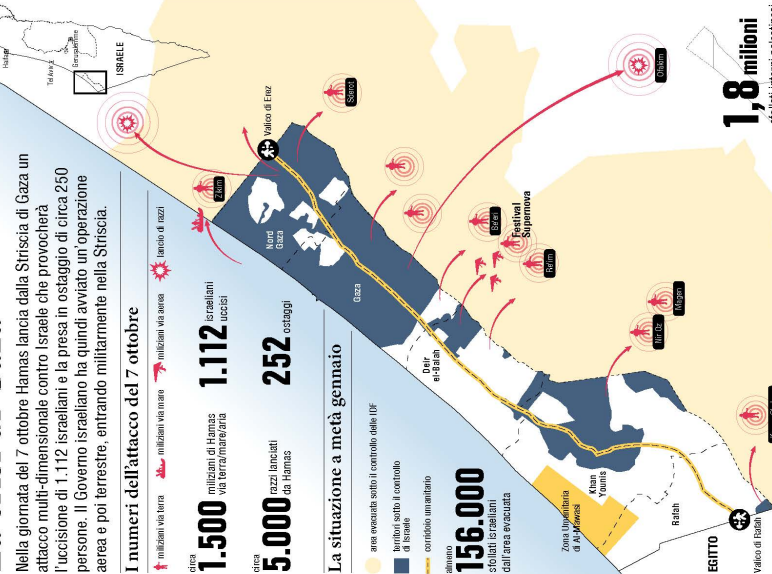 Nella giornata del 7 ottobre Hamas lancia dalla Striscia di Gaza un
attacco multi-dimensionale contro Israele che provocherà
l'uccisione di 1.112 israeliani e la presa in ostaggio di circa 250
persone. Il Governo israeliano ha quindi avviato un'operazione
aerea e poi terrestre, entrando militarmente nella Striscia.
I numeri dell'attacco del 7 ottobre
miliziani via terra
miliziani via mare
miliziani via aerea
lancio di razzi
circa
1.500 miliziani di Hamas
via terra/mare/aria
1.112 israeliani
uccisi
circa
5.000 razzi lanciati
da Hamas
252 ostaggi
La situazione a metà gennaio
area evacuata sotto il controllo delle IDF
territori sotto il controllo
di Israele
corridoio umanitario
almeno
156.000
sfollati israeliani
dall'area evacuata
Haifa
Tel Aviv
Gerusalemme
ISRAELE
Zikim
Valico di Erez
Sderot
Ofakim
Nord
Gaza
Gaza
Be'eri
Festival
Supernova
Re'im
Deir
el-Balah
Nir Oz
Magen
Khan
Younis
Zona Umanitaria
di Al-Mawasi
Rafah
EGITTO
Valico di Rafah
1,8 milioni